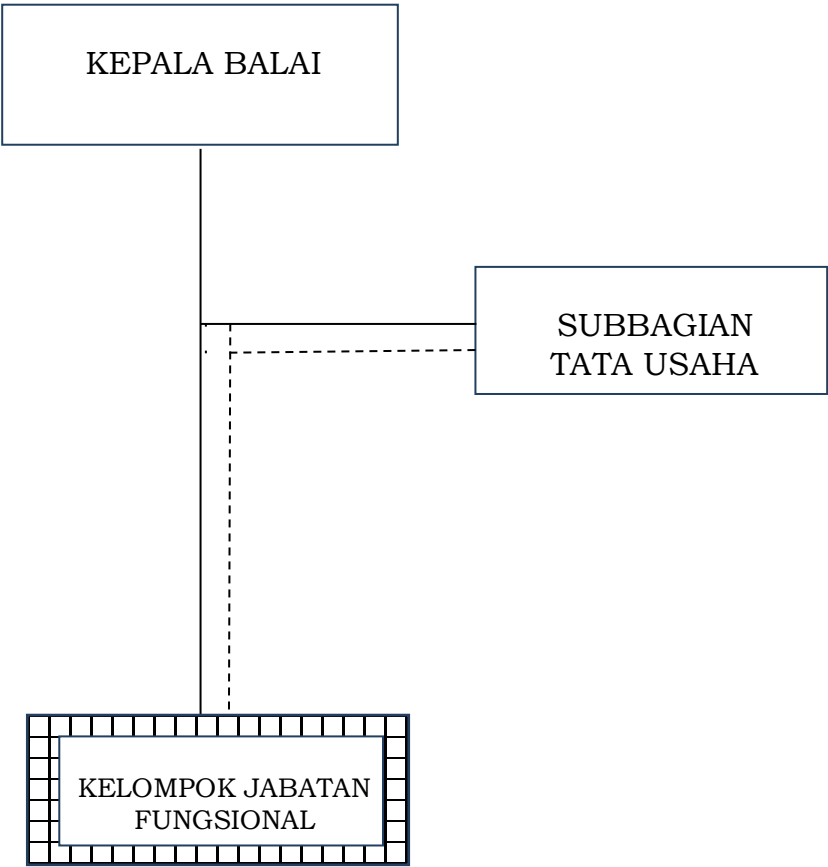 KEPALA BALAI
SUBBAGIAN
TATA USAHA
KELOMPOK JABATAN
FUNGSIONAL